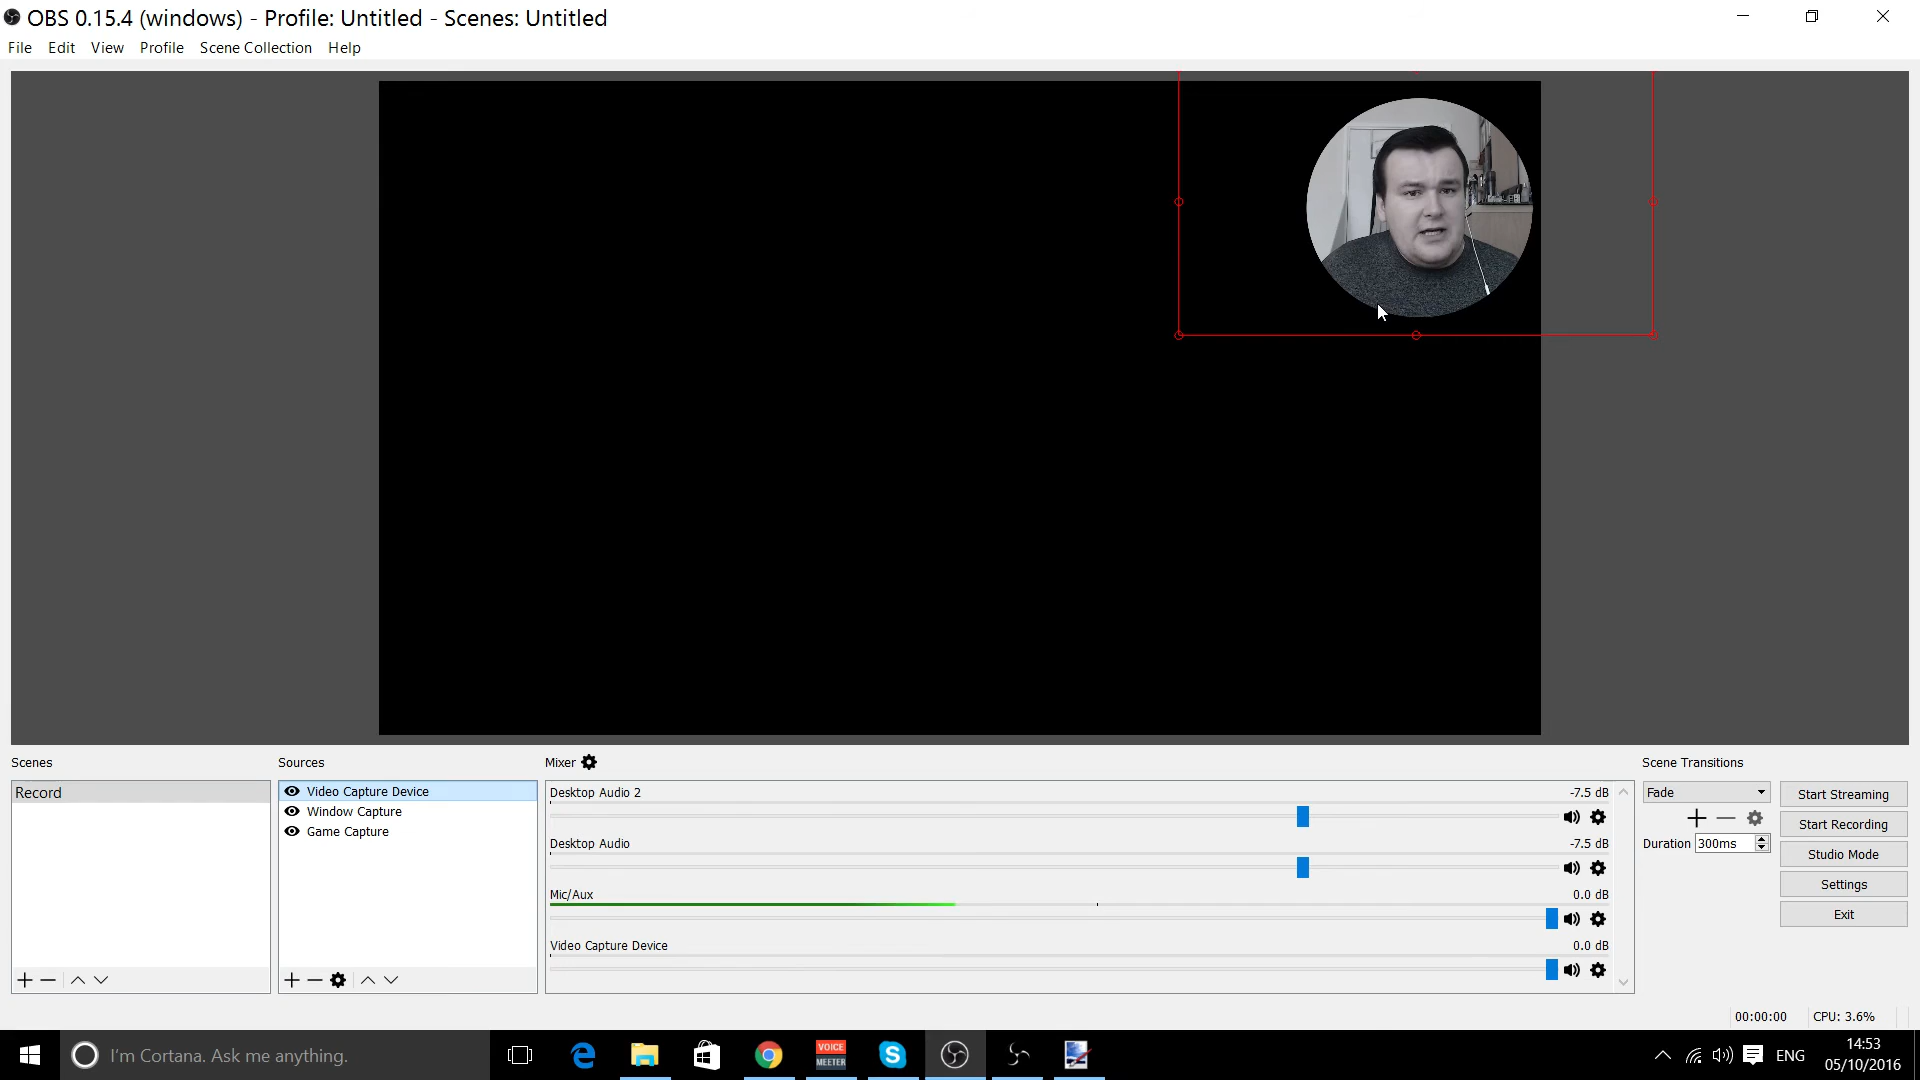 OBS 0.15.4 (windows) - Profile: Untitled - Scenes: Untitled
File Edit View Profile Scene Collection Help
Scenes
Record
Sources
Video Capture Device
Window Capture
Game Capture
Mixer
Desktop Audio 2 -7.5 dB
Desktop Audio -7.5 dB
Mic/Aux 0.0 dB
Video Capture Device 0.0 dB
Scene Transitions
Fade
Duration 300ms
Start Streaming
Start Recording
Studio Mode
Settings
Exit
00:00:00 CPU: 3.6%
I'm Cortana. Ask me anything.
VOICE
MEETER
ENG
14:53
05/10/2016